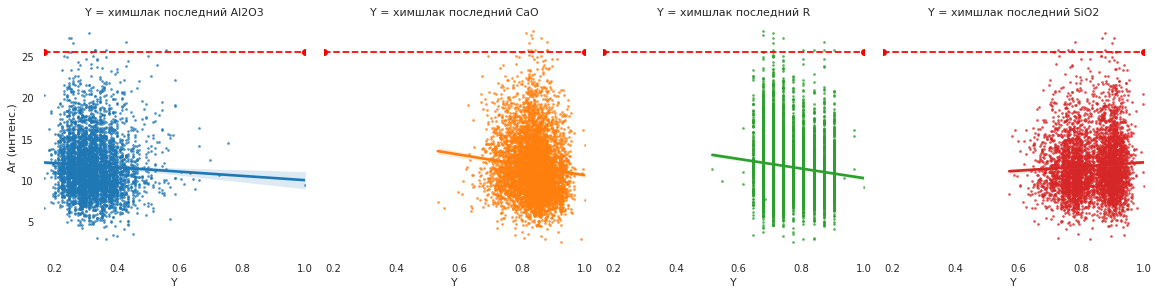 Y = химшлак последний Al2O3
Y = химшлак последний CaO
Y = химшлак последний R
Y = химшлак последний SiO2
Ar (интенс.)
25
20
15
10
5
0.2 0.4 0.6 0.8 1.0
0.2 0.4 0.6 0.8 1.0
0.2 0.4 0.6 0.8 1.0
0.2 0.4 0.6 0.8 1.0
Y
Y
Y
Y